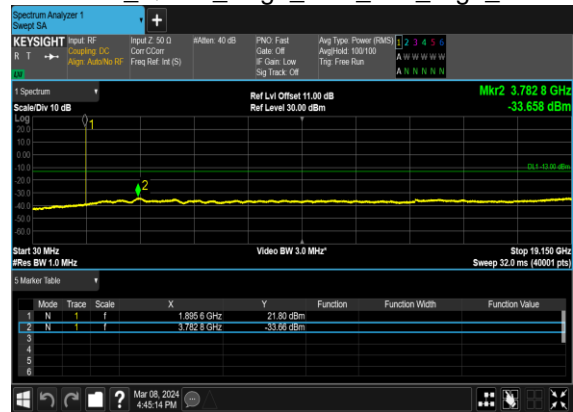 Spectrum Analyzer 1
Swept SA
+
KEYSIGHT
R T
LU
Input: RF
Coupling: DC
Align: Auto/No RF
Input Z: 50 Ω
Corr CCorr
Freq Ref: Int (S)
#Atten: 40 dB
PNO: Fast
Gate: Off
IF Gain: Low
Sig Track: Off
Avg Type: Power (RMS)
Avg|Hold: 100/100
Trig: Free Run
1 2 3 4 5 6
A W W W W W
A N N N N N
1 Spectrum
Scale/Div 10 dB
Ref Lvl Offset 11.00 dB
Ref Level 30.00 dBm
Mkr2 3.782 8 GHz
-33.658 dBm
Log
20.0
10.0
0.00
-10.0
-20.0
-30.0
-40.0
-50.0
-60.0
1
2
DL1 -13.00 dBm
Start 30 MHz
#Res BW 1.0 MHz
Video BW 3.0 MHz*
Stop 19.150 GHz
Sweep 32.0 ms (40001 pts)
5 Marker Table
Mode Trace Scale X Y Function Function Width Function Value
1 N 1 f 1.895 6 GHz 21.80 dBm
2 N 1 f 3.782 8 GHz -33.66 dBm
3
4
5
6
?
Mar 08, 2024
4:45:14 PM